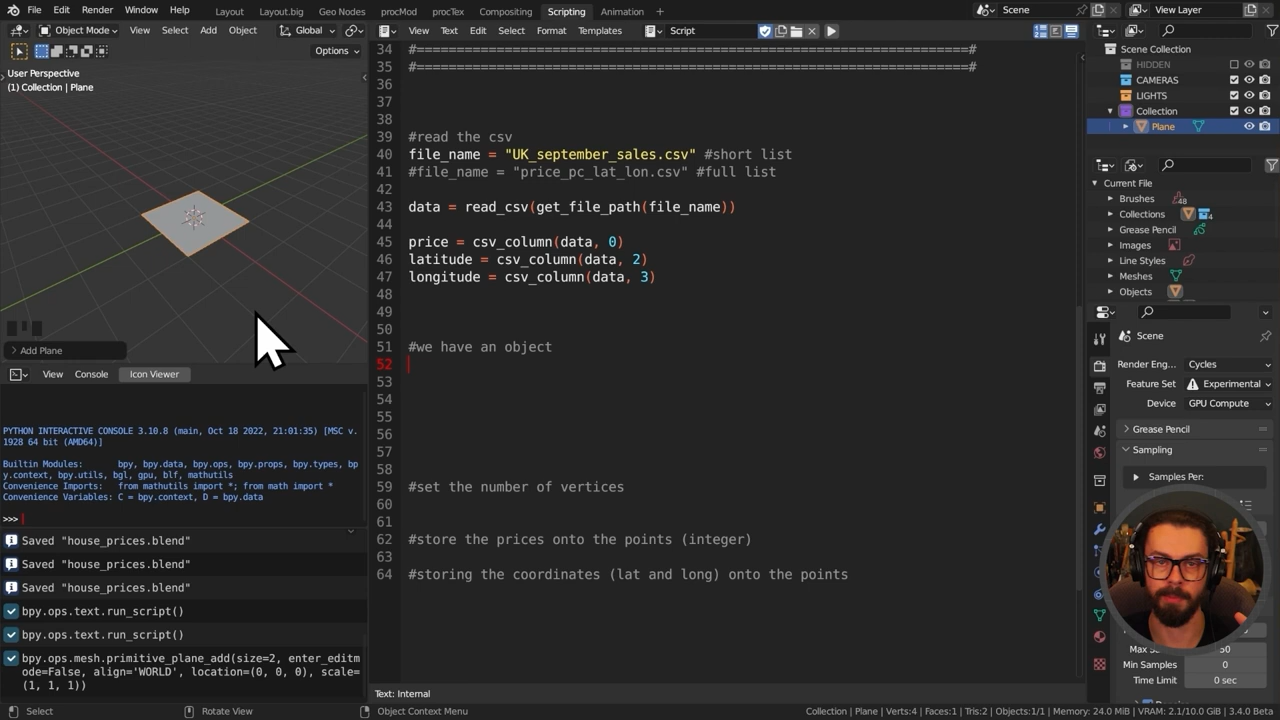 File Edit Render Window Help Layout Layout.big Geo Nodes procMod procTex Compositing Scripting Animation + Scene View Layer
Object Mode View Select Add Object Global View Text Edit Select Format Templates Script
Options
User Perspective
(1) Collection | Plane
Add Plane
View Console Icon Viewer
PYTHON INTERACTIVE CONSOLE 3.10.8 (main, Oct 18 2022, 21:01:35) [MSC v.
1928 64 bit (AMD64)]
Builtin Modules: bpy, bpy.data, bpy.ops, bpy.props, bpy.types, bp
y.context, bpy.utils, bgl, gpu, blf, mathutils
Convenience Imports: from mathutils import *; from math import *
Convenience Variables: C = bpy.context, D = bpy.data
>>>
Saved "house_prices.blend"
Saved "house_prices.blend"
Saved "house_prices.blend"
bpy.ops.text.run_script()
bpy.ops.text.run_script()
bpy.ops.mesh.primitive_plane_add(size=2, enter_editm
ode=False, align='WORLD', location=(0, 0, 0), scale=
(1, 1, 1))
34 #=====================================================================#
35 #=====================================================================#
36
37
38
39 #read the csv
40 file_name = "UK_september_sales.csv" #short list
41 #file_name = "price_pc_lat_lon.csv" #full list
42
43 data = read_csv(get_file_path(file_name))
44
45 price = csv_column(data, 0)
46 latitude = csv_column(data, 2)
47 longitude = csv_column(data, 3)
48
49
50
51 #we have an object
52
53
54
55
56
57
58
59 #set the number of vertices
60
61
62 #store the prices onto the points (integer)
63
64 #storing the coordinates (lat and long) onto the points
Text: Internal
Scene Collection
HIDDEN
CAMERAS
LIGHTS
Collection
Plane
Current File
Brushes 48
Collections 4
Grease Pencil
Images
Line Styles
Meshes
Objects
Scene
Render Eng... Cycles
Feature Set Experimental
Device GPU Compute
Grease Pencil
Sampling
Samples Per:
Min Samples 0
Time Limit 0 sec
Select Rotate View Object Context Menu Collection | Plane | Verts:4 | Faces:1 | Tris:2 | Objects:1/1 | Memory: 24.0 MiB | VRAM: 2.1/10.0 GiB | 3.4.0 Beta